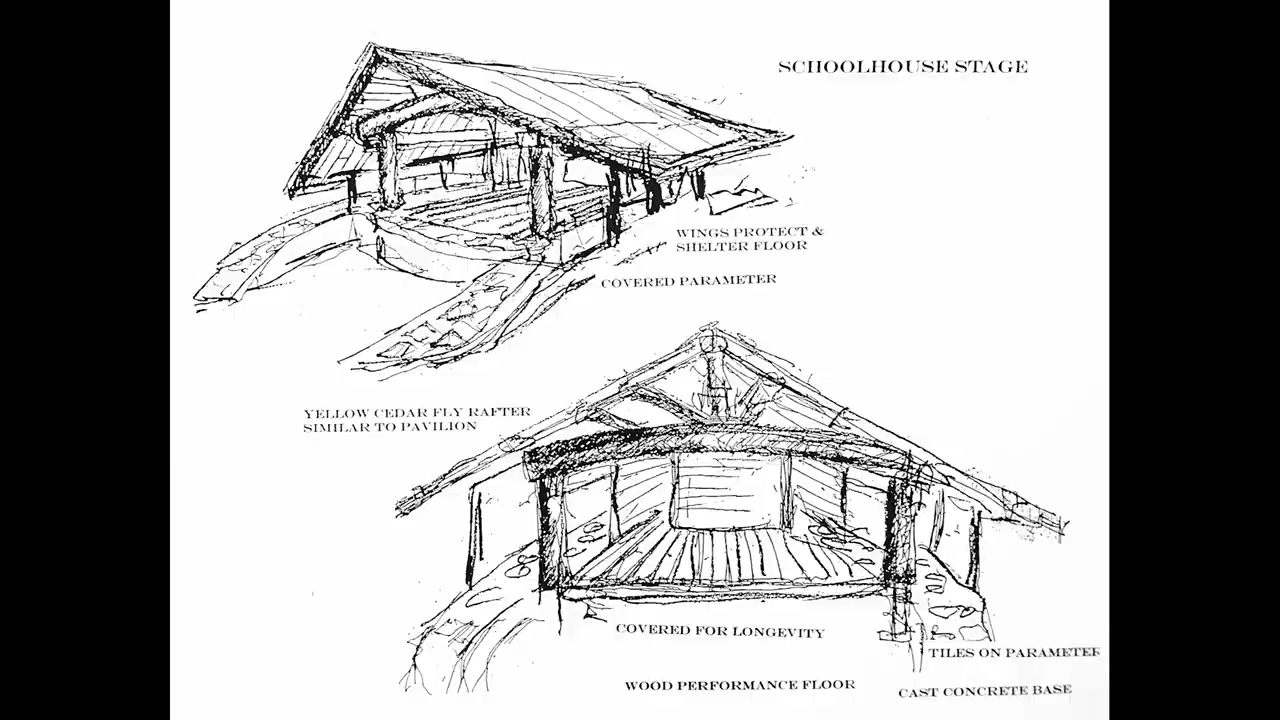 SCHOOLHOUSE STAGE
WINGS PROTECT &
SHELTER FLOOR
COVERED PARAMETER
YELLOW CEDAR FLY RAFTER
SIMILAR TO PAVILION
COVERED FOR LONGEVITY
TILES ON PARAMETER
WOOD PERFORMANCE FLOOR
CAST CONCRETE BASE